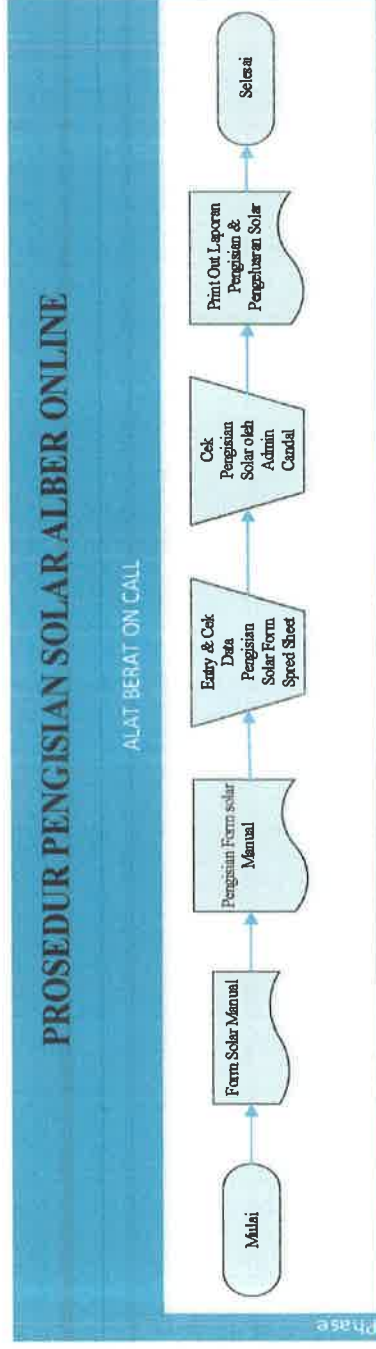 PROSEDUR PENGISIAN SOLAR ALBER ONLINE
ALAT BERAT ON CALL
Phase
Mulai
Form Solar Manual
Pengisian Form solar
Manual
Entry & Cek
Data
Pengisian
Solar Form
Spred Sheet
Cek
Pengisian
Solar oleh
Admin
Candal
Print Out Laporan
Pengisian &
Pengeluaran Solar
Selesai